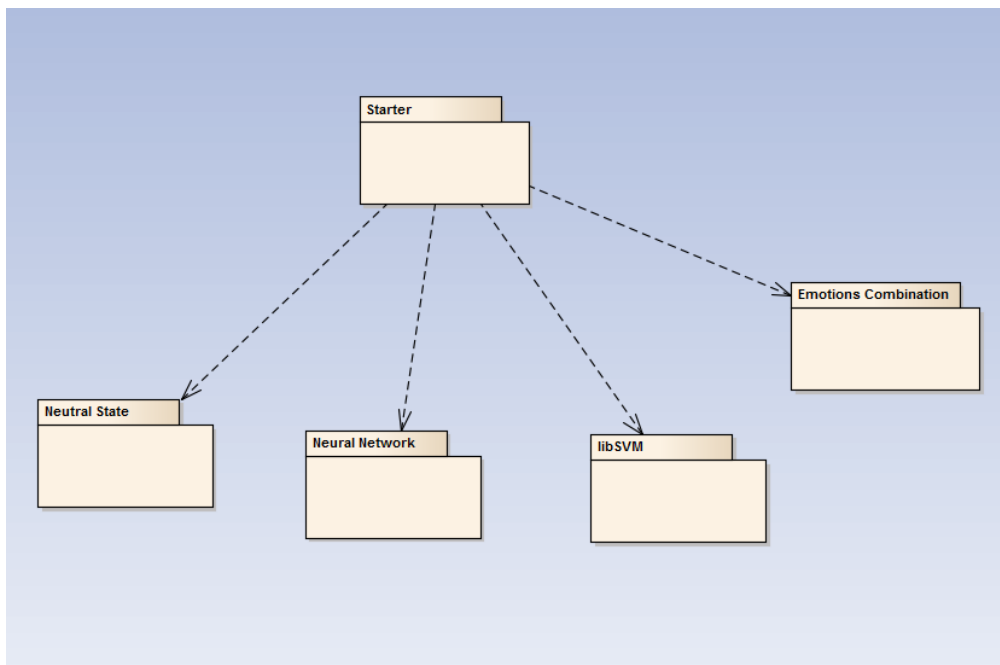 Starter
Emotions Combination
Neutral State
Neural Network
libSVM